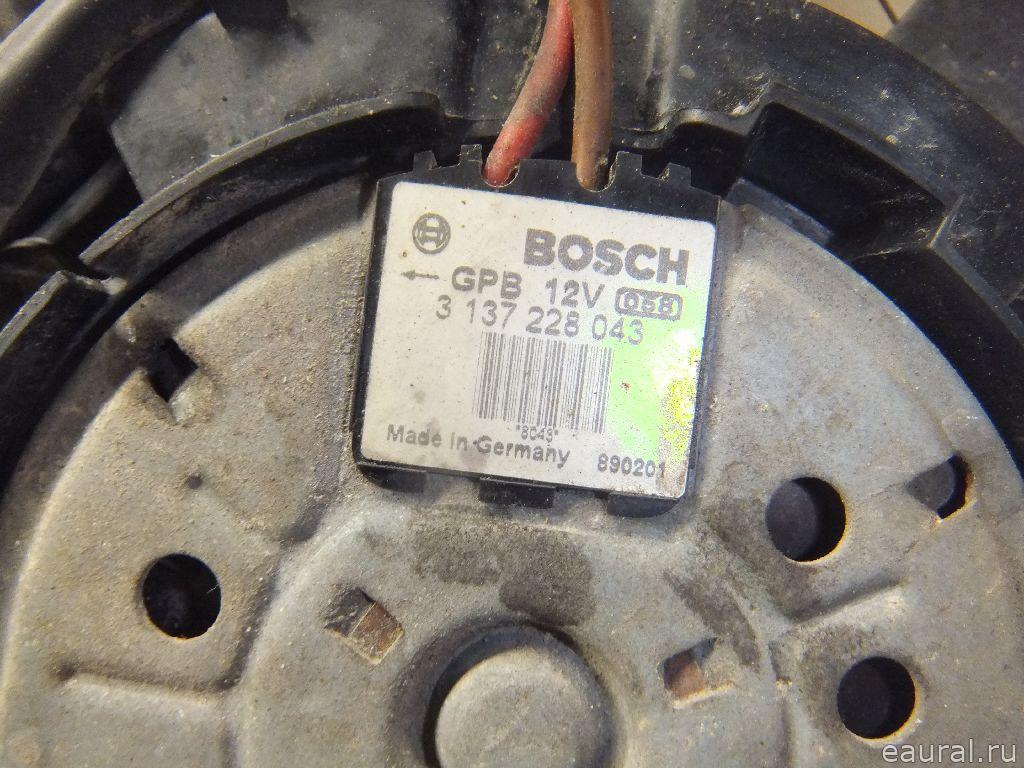 BOSCH
GPB 12V 058
3 137 228 043
*8043*
Made in Germany 890201
eaural.ru